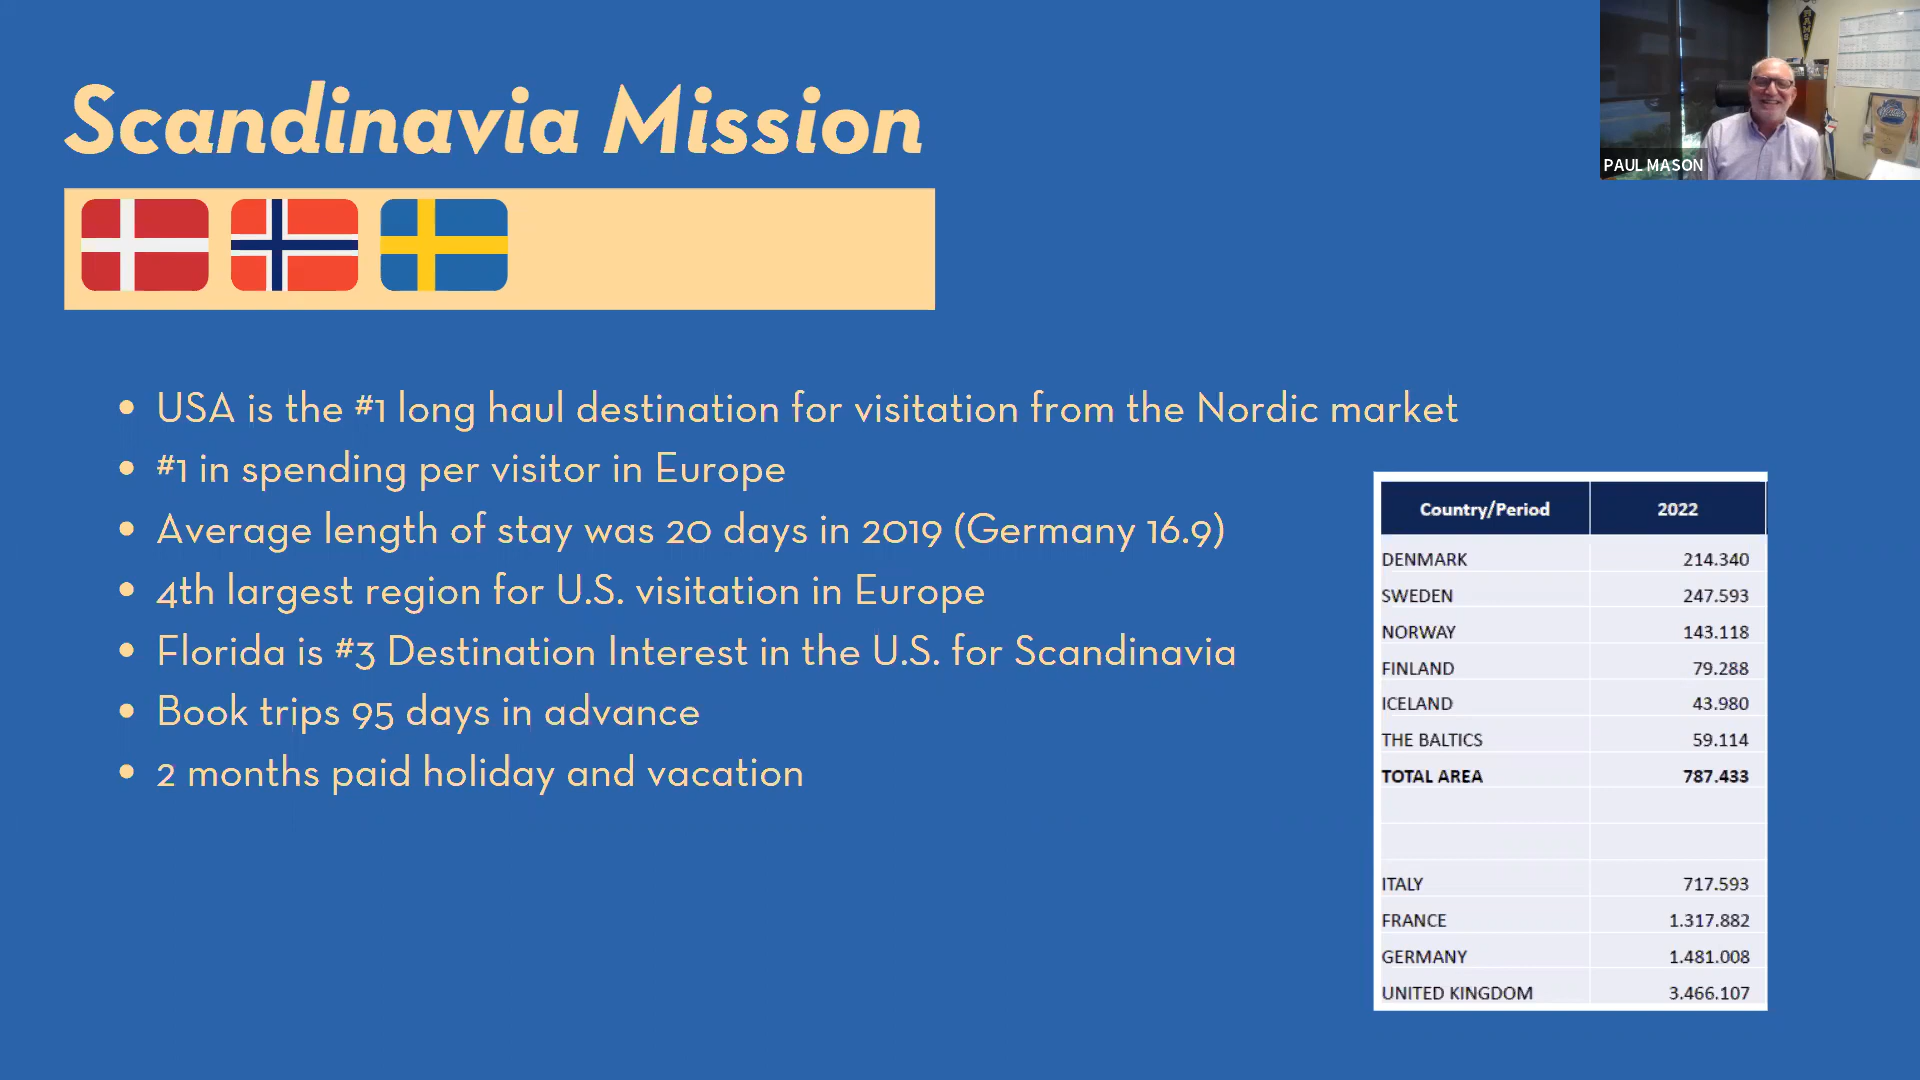 Scandinavia Mission
PAUL MASON
RAMS
• USA is the #1 long haul destination for visitation from the Nordic market
• #1 in spending per visitor in Europe
• Average length of stay was 20 days in 2019 (Germany 16.9)
• 4th largest region for U.S. visitation in Europe
• Florida is #3 Destination Interest in the U.S. for Scandinavia
• Book trips 95 days in advance
• 2 months paid holiday and vacation
Country/Period 2022
DENMARK 214.340
SWEDEN 247.593
NORWAY 143.118
FINLAND 79.288
ICELAND 43.980
THE BALTICS 59.114
TOTAL AREA 787.433
ITALY 717.593
FRANCE 1.317.882
GERMANY 1.481.008
UNITED KINGDOM 3.466.107